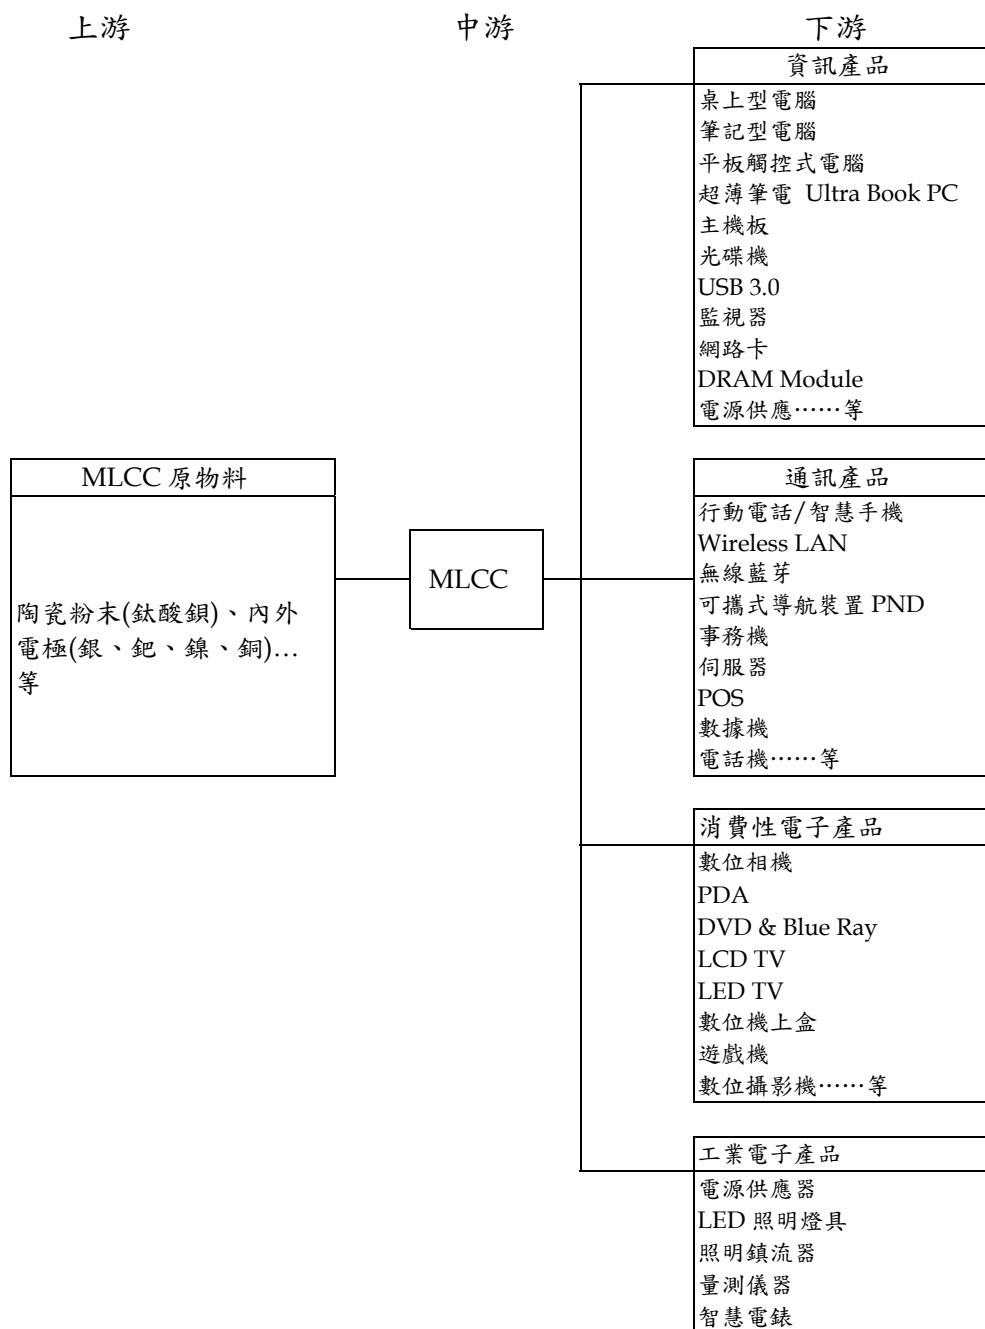 上游
中游
下游
資訊產品
桌上型電腦
筆記型電腦
平板觸控式電腦
超薄筆電 Ultra Book PC
主機板
光碟機
USB 3.0
監視器
網路卡
DRAM Module
電源供應……等
MLCC 原物料
陶瓷粉末(鈦酸鋇)、內外
電極(銀、鈀、鎳、銅)…
等
MLCC
通訊產品
行動電話/智慧手機
Wireless LAN
無線藍芽
可攜式導航裝置 PND
事務機
伺服器
POS
數據機
電話機……等
消費性電子產品
數位相機
PDA
DVD & Blue Ray
LCD TV
LED TV
數位機上盒
遊戲機
數位攝影機……等
工業電子產品
電源供應器
LED 照明燈具
照明鎮流器
量測儀器
智慧電錶